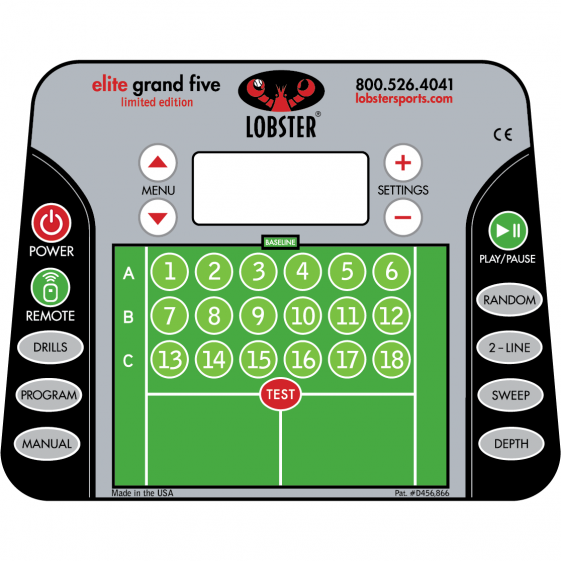 elite grand five
limited edition
LOBSTER®
800.526.4041
lobstersports.com
CE
MENU
SETTINGS
POWER
REMOTE
DRILLS
PROGRAM
MANUAL
BASELINE
A 1 2 3 4 5 6
B 7 8 9 10 11 12
C 13 14 15 16 17 18
TEST
PLAY/PAUSE
RANDOM
2-LINE
SWEEP
DEPTH
Made in the USA
Pat. #D456,866